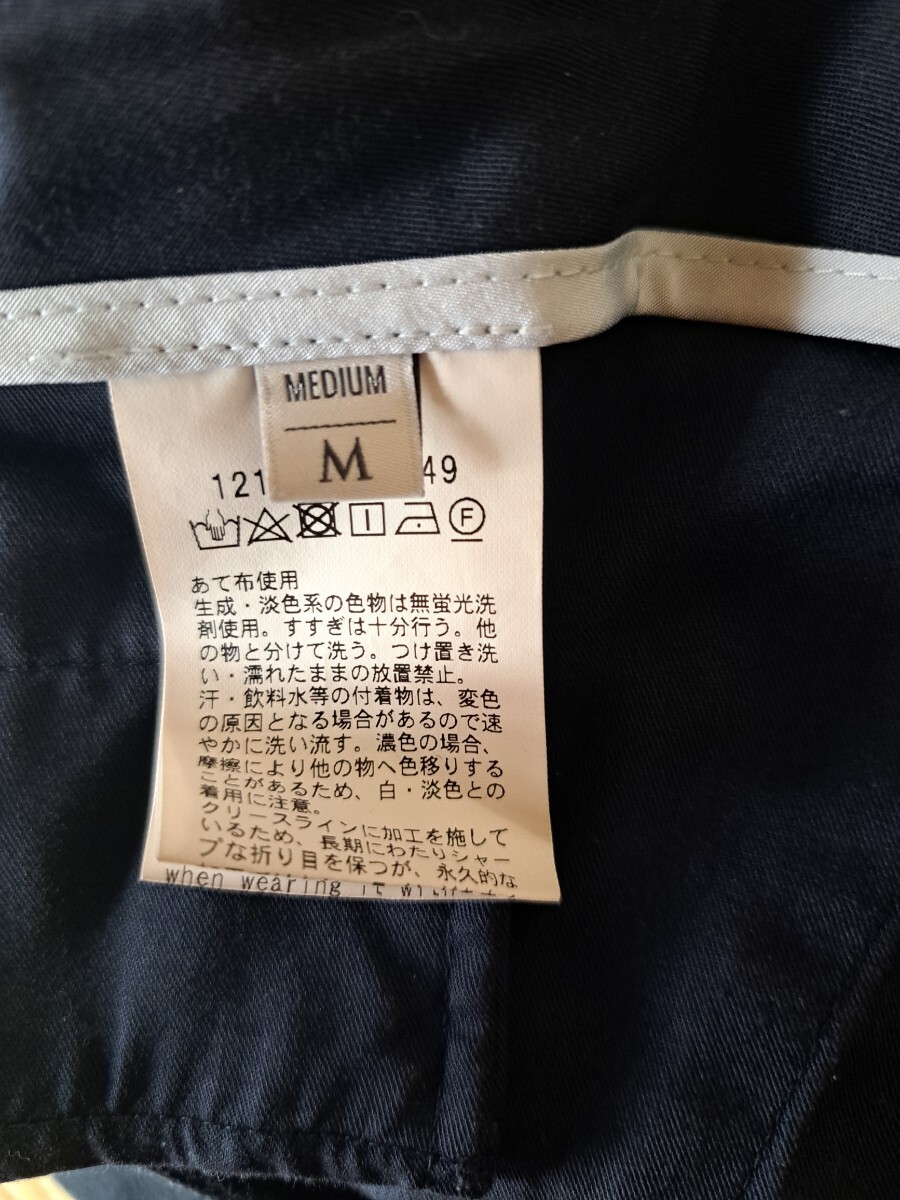 MEDIUM
M
121 49
F
あて布使用
生成・淡色系の色物は無蛍光洗
剤使用。すすぎは十分行う。他
の物と分けて洗う。つけ置き洗
い・濡れたままの放置禁止。
汗・飲料水等の付着物は、変色
の原因となる場合があるので速
やかに洗い流す。濃色の場合、
摩擦により他の物へ色移りする
ことがあるため、白・淡色との
着用に注意。
クリースラインに加工を施して
いるため、長期にわたりシャー
プな折り目を保つが、永久的な
when wearing it